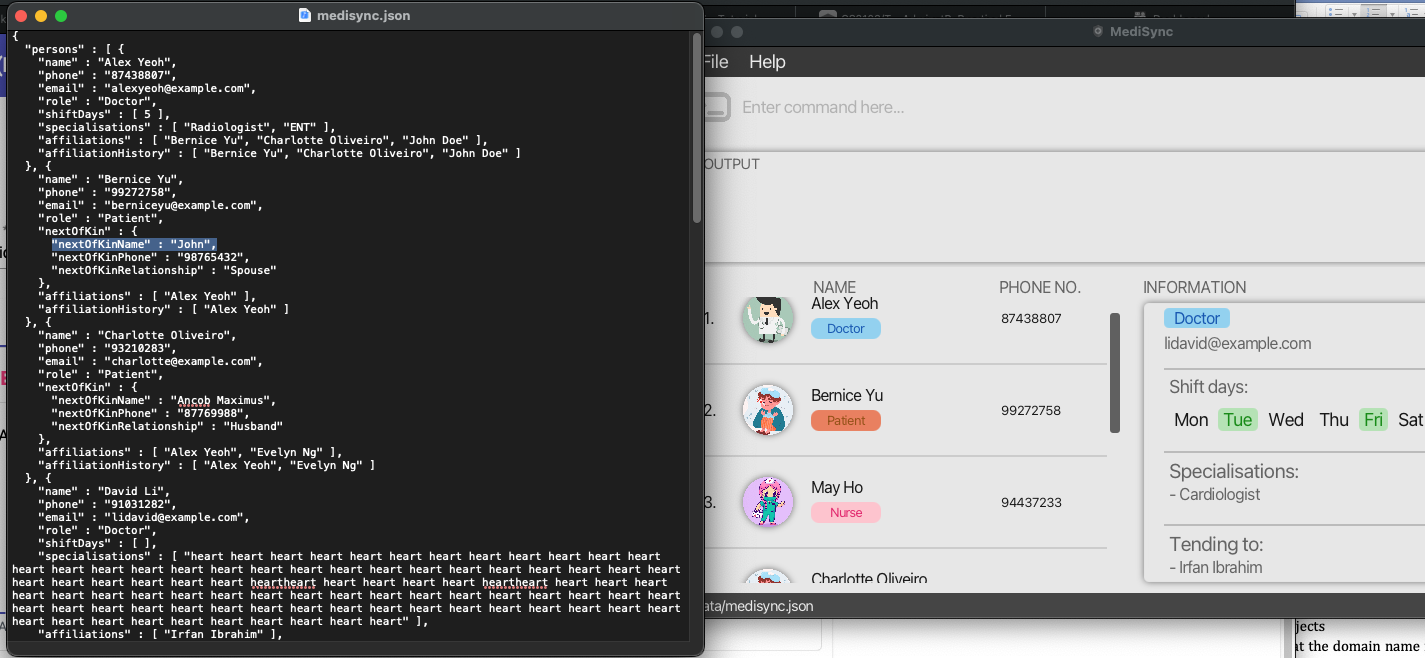 medisync.json
{
"persons" : [ {
"name" : "Alex Yeoh",
"phone" : "87438807",
"email" : "alexyeoh@example.com",
"role" : "Doctor",
"shiftDays" : [ 5 ],
"specialisations" : [ "Radiologist", "ENT" ],
"affiliations" : [ "Bernice Yu", "Charlotte Oliveiro", "John Doe" ],
"affiliationHistory" : [ "Bernice Yu", "Charlotte Oliveiro", "John Doe" ]
}, {
"name" : "Bernice Yu",
"phone" : "99272758",
"email" : "berniceyu@example.com",
"role" : "Patient",
"nextOfKin" : {
"nextOfKinName" : "John",
"nextOfKinPhone" : "98765432",
"nextOfKinRelationship" : "Spouse"
},
"affiliations" : [ "Alex Yeoh" ],
"affiliationHistory" : [ "Alex Yeoh" ]
}, {
"name" : "Charlotte Oliveiro",
"phone" : "93210283",
"email" : "charlotte@example.com",
"role" : "Patient",
"nextOfKin" : {
"nextOfKinName" : "Ancob Maximus",
"nextOfKinPhone" : "87769988",
"nextOfKinRelationship" : "Husband"
},
"affiliations" : [ "Alex Yeoh", "Evelyn Ng" ],
"affiliationHistory" : [ "Alex Yeoh", "Evelyn Ng" ]
}, {
"name" : "David Li",
"phone" : "91031282",
"email" : "lidavid@example.com",
"role" : "Doctor",
"shiftDays" : [ ],
"specialisations" : [ "heart heart heart heart heart heart heart heart heart heart heart heart
heart heart heart heart heart heart heart heart heart heart heart heart heart heart heart heart heart
heart heart heart heart heart heart heartheart heart heart heart heart heartheart heart heart heart
heart heart heart heart heart heart heart heart heart heart heart heart heart heart heart heart heart
heart heart heart heart heart heart heart heart heart heart heart heart heart heart heart heart heart
heart heart heart heart heart heart heart heart heart heart" ],
"affiliations" : [ "Irfan Ibrahim" ],
MediSync
File Help
Enter command here...
OUTPUT
NAME
PHONE NO.
1.
Alex Yeoh
Doctor
87438807
2.
Bernice Yu
Patient
99272758
3.
May Ho
Nurse
94437233
Charlotte Oliveiro
INFORMATION
Doctor
lidavid@example.com
Shift days:
Mon Tue Wed Thu Fri Sat
Specialisations:
- Cardiologist
Tending to:
- Irfan Ibrahim
ata/medisync.json
jects
at the domain name